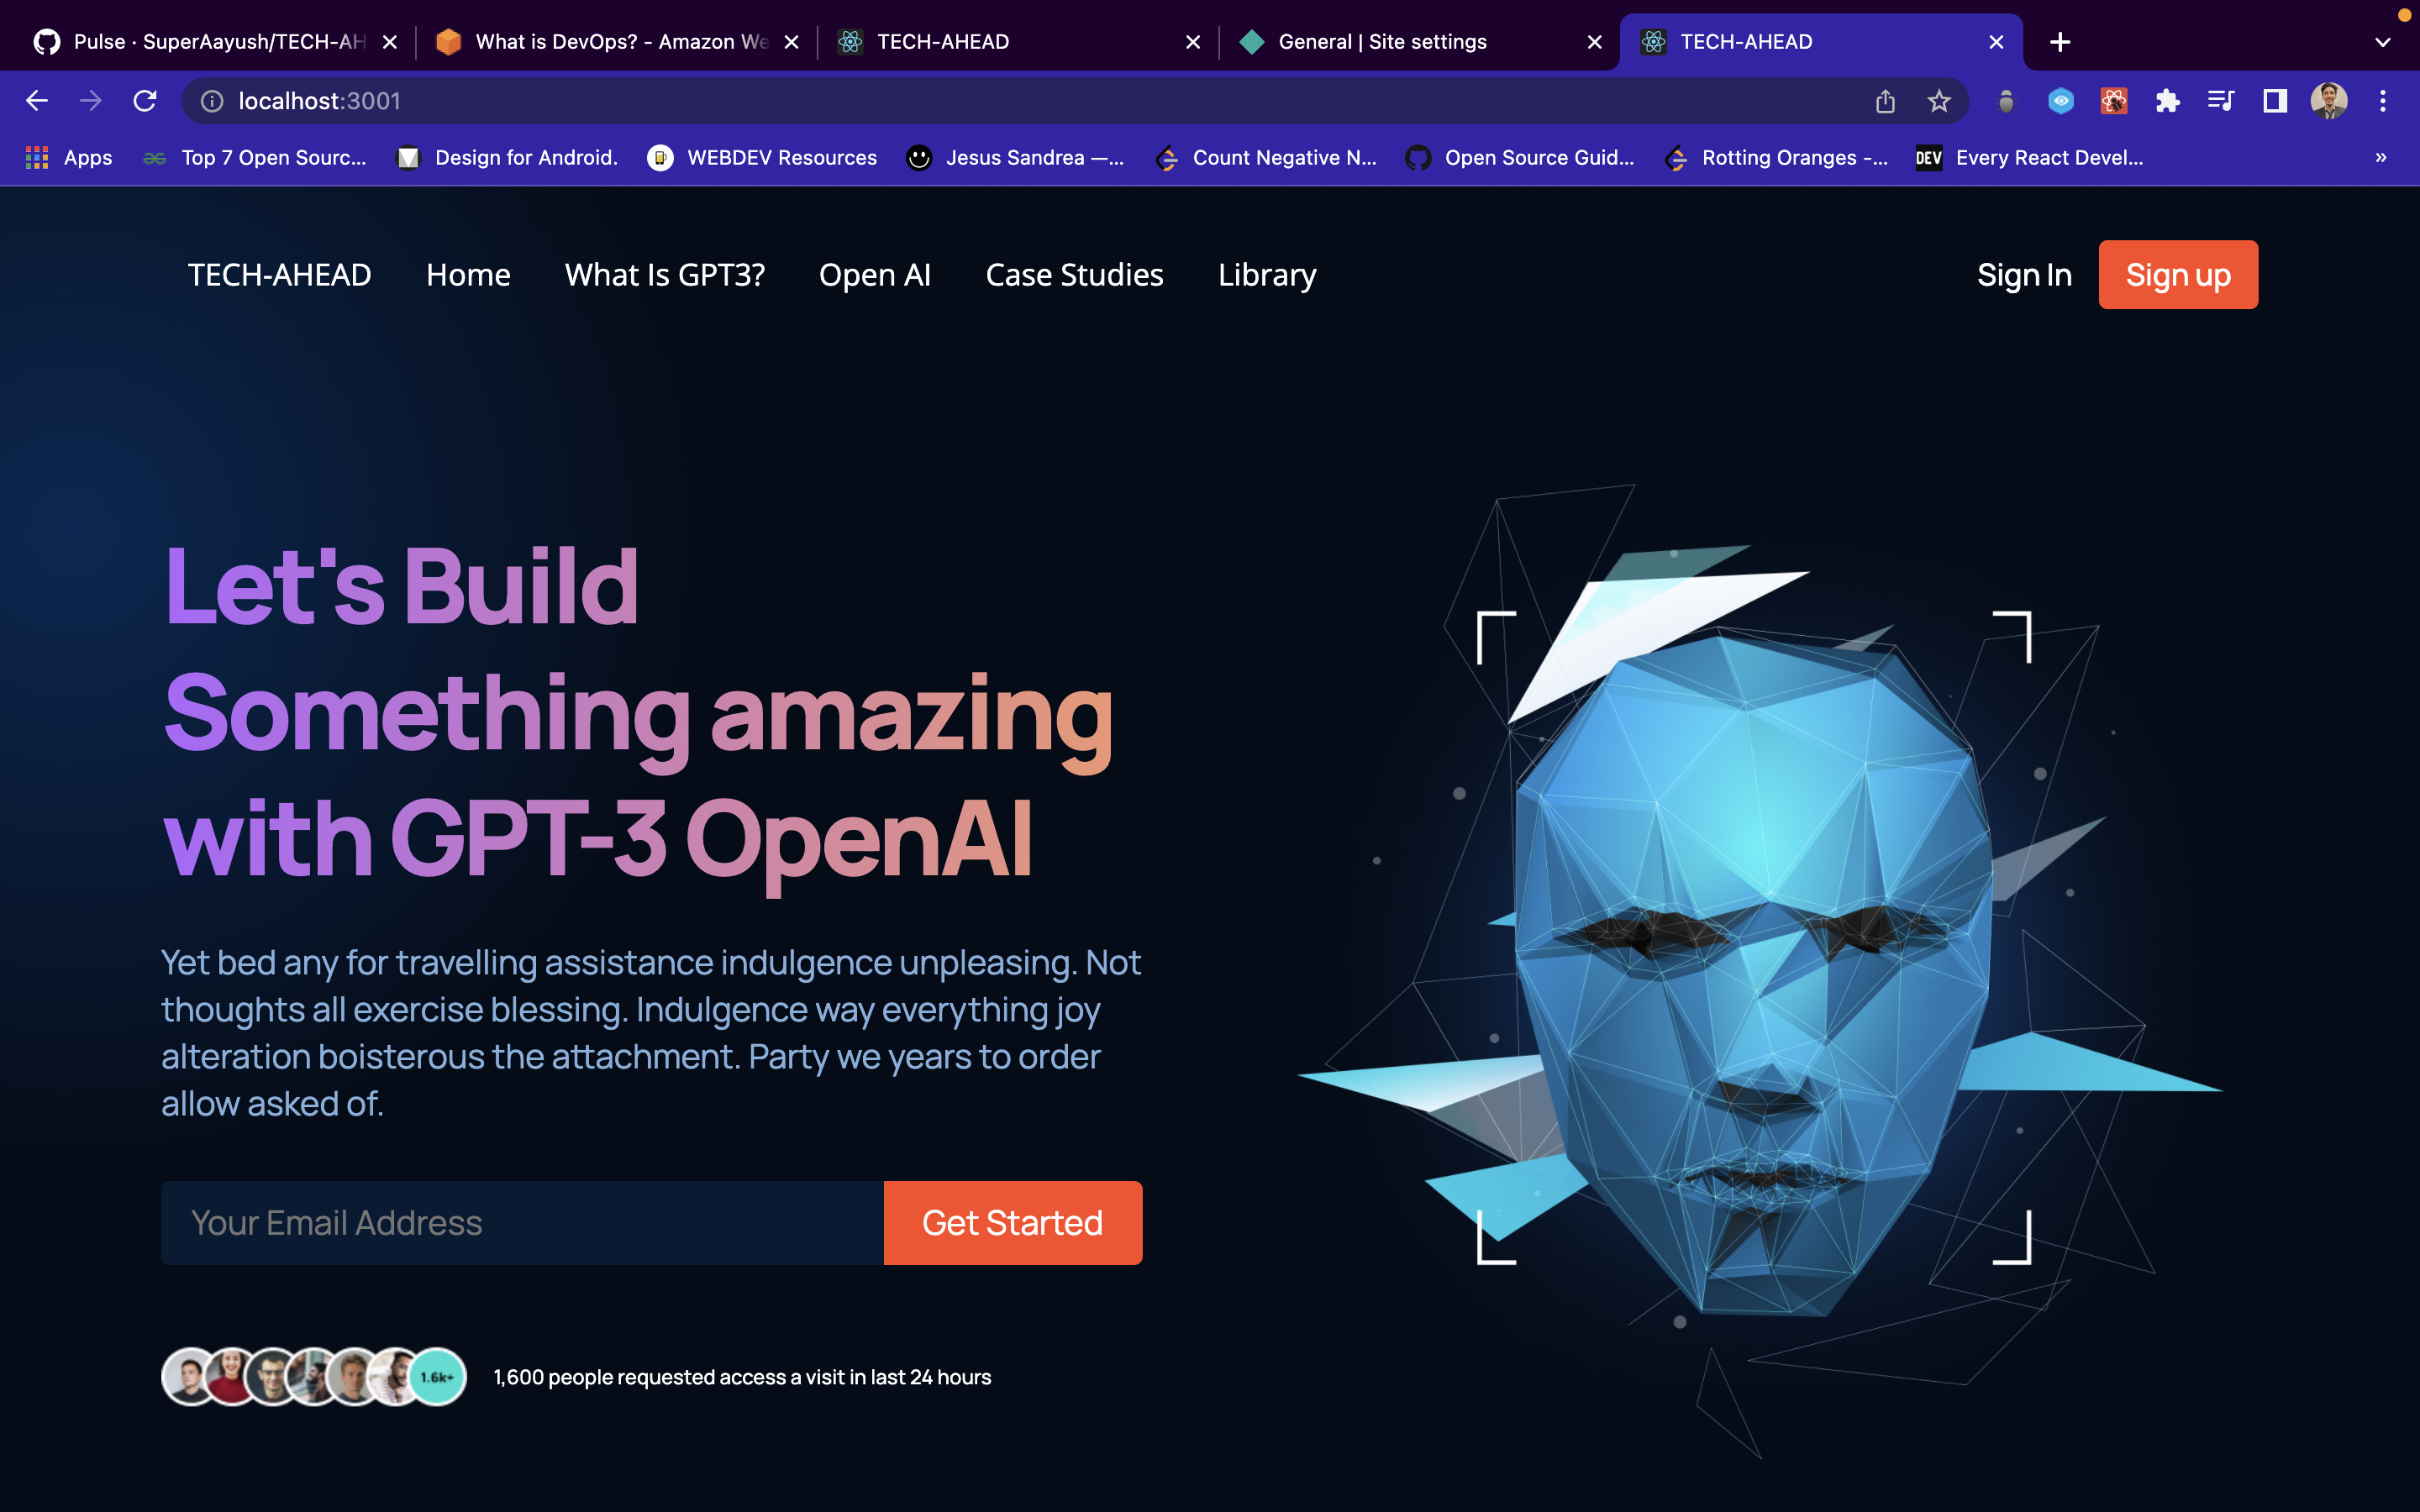 Pulse · SuperAayush/TECH-AH
What is DevOps? - Amazon We
TECH-AHEAD
General | Site settings
TECH-AHEAD
localhost:3001
Apps
Top 7 Open Sourc...
Design for Android.
WEBDEV Resources
Jesus Sandrea —...
Count Negative N...
Open Source Guid...
Rotting Oranges -...
DEV
Every React Devel...
»
TECH-AHEAD
Home
What Is GPT3?
Open AI
Case Studies
Library
Sign In
Sign up
Let's Build
Something amazing
with GPT-3 OpenAI
Yet bed any for travelling assistance indulgence unpleasing. Not
thoughts all exercise blessing. Indulgence way everything joy
alteration boisterous the attachment. Party we years to order
allow asked of.
Your Email Address
Get Started
1.6k+
1,600 people requested access a visit in last 24 hours